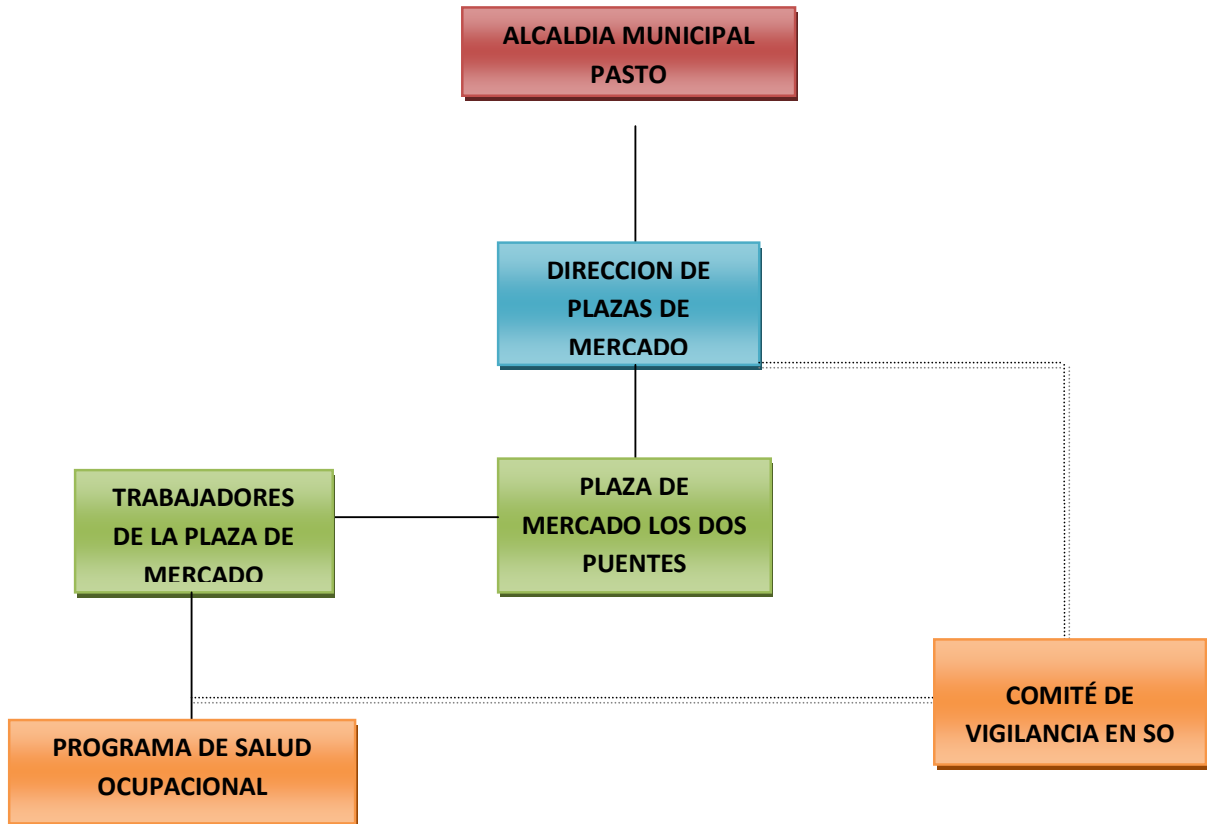 ALCALDIA MUNICIPAL
PASTO
DIRECCION DE
PLAZAS DE
MERCADO
TRABAJADORES
DE LA PLAZA DE
MERCADO
PLAZA DE
MERCADO LOS DOS
PUENTES
COMITÉ DE
VIGILANCIA EN SO
PROGRAMA DE SALUD
OCUPACIONAL